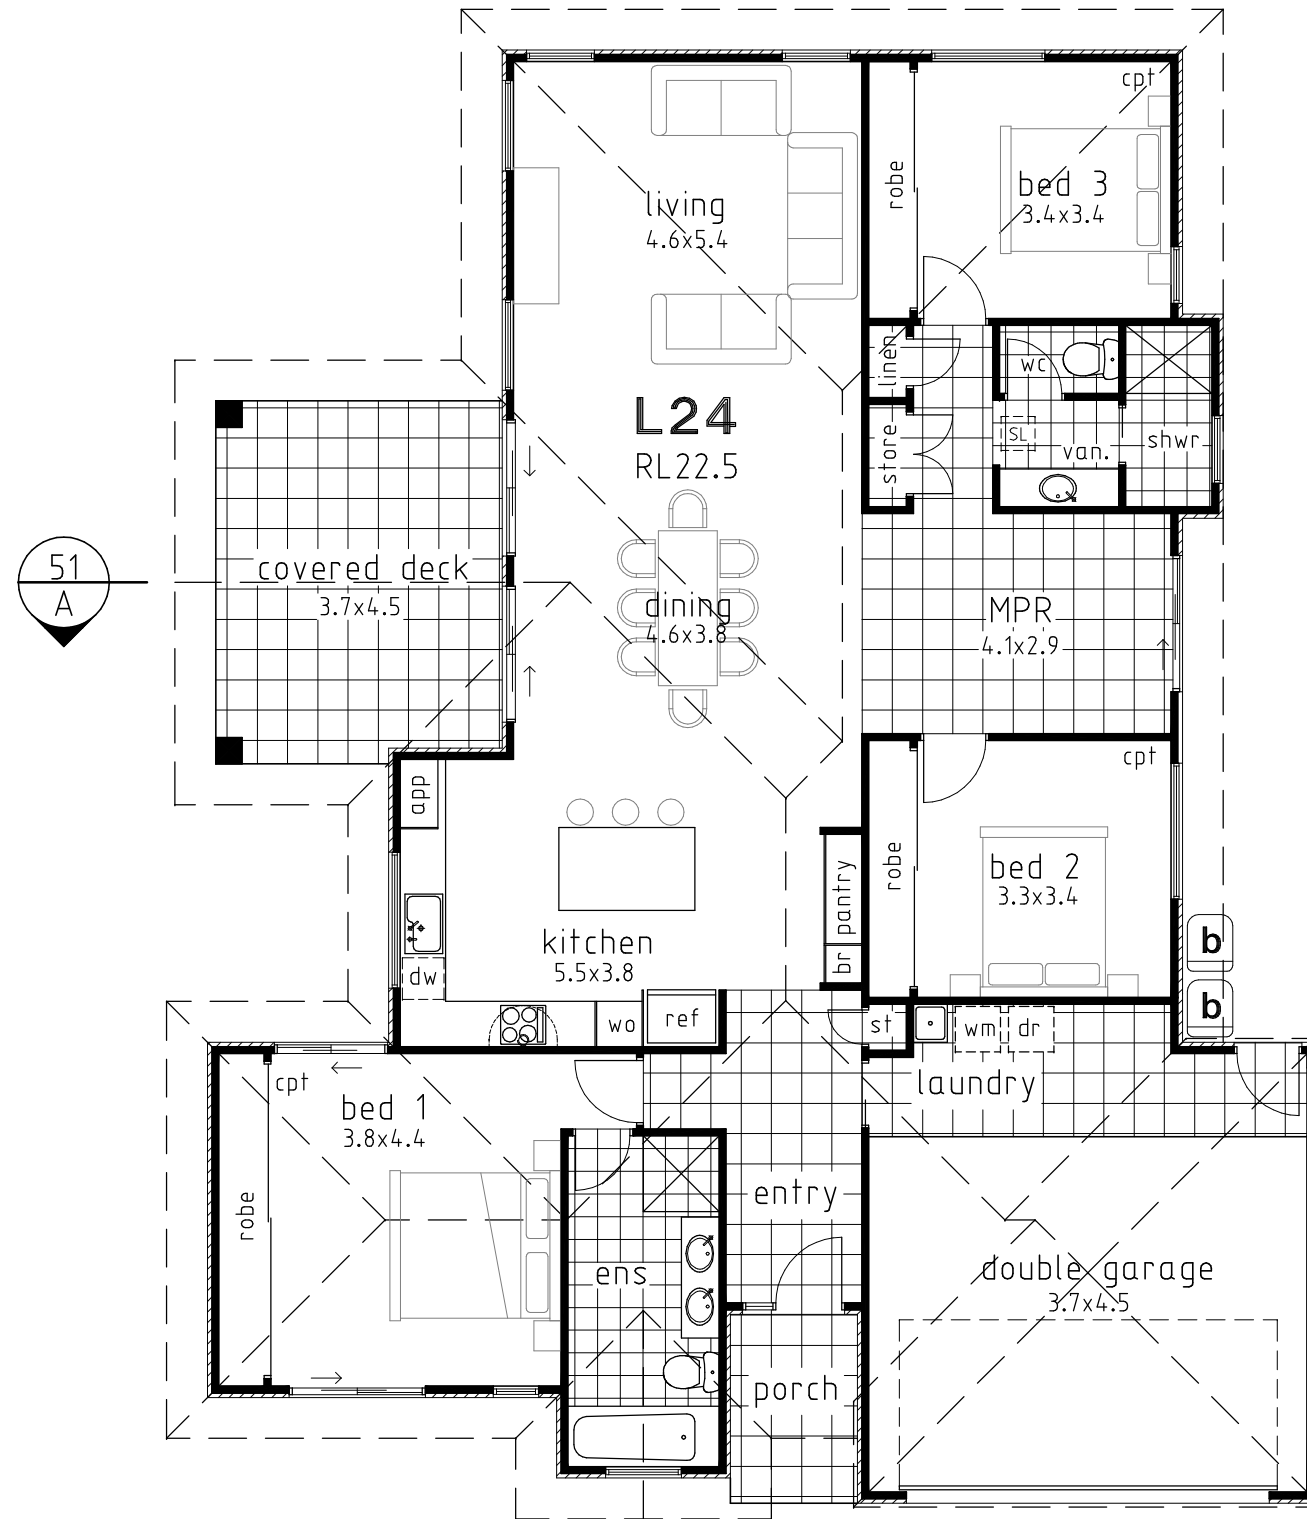 cpt
robe
bed 3
3.4x3.4
living
4.6x5.4
linen
wc
L24
RL22.5
store
SL
van.
shwr
51
A
covered deck
3.7x4.5
dining
4.6x3.8
MPR
4.1x2.9
cpt
app
robe
bed 2
3.3x3.4
pantry
br
kitchen
5.5x3.8
dw
b
b
wo
ref
st
wm
dr
laundry
cpt
bed 1
3.8x4.4
robe
entry
ens
double garage
3.7x4.5
porch